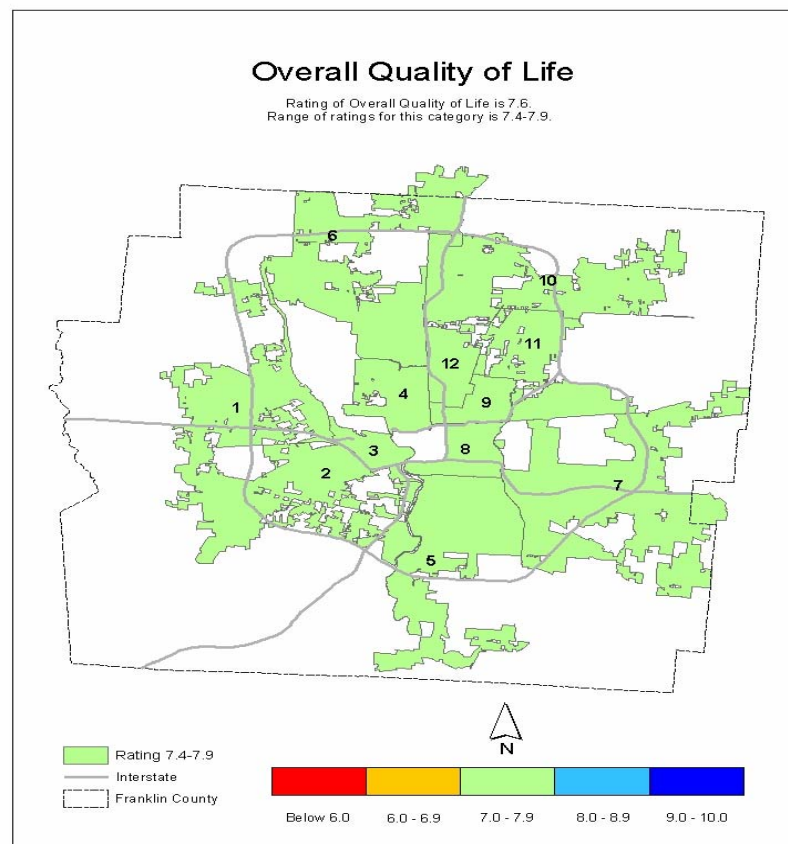 Overall Quality of Life
Rating of Overall Quality of Life is 7.6.
Range of ratings for this category is 7.4-7.9.
6
10
11
12
4
9
1
3
8
2
7
5
N
Rating 7.4-7.9
Interstate
Franklin County
Below 6.0
6.0 - 6.9
7.0 - 7.9
8.0 - 8.9
9.0 - 10.0